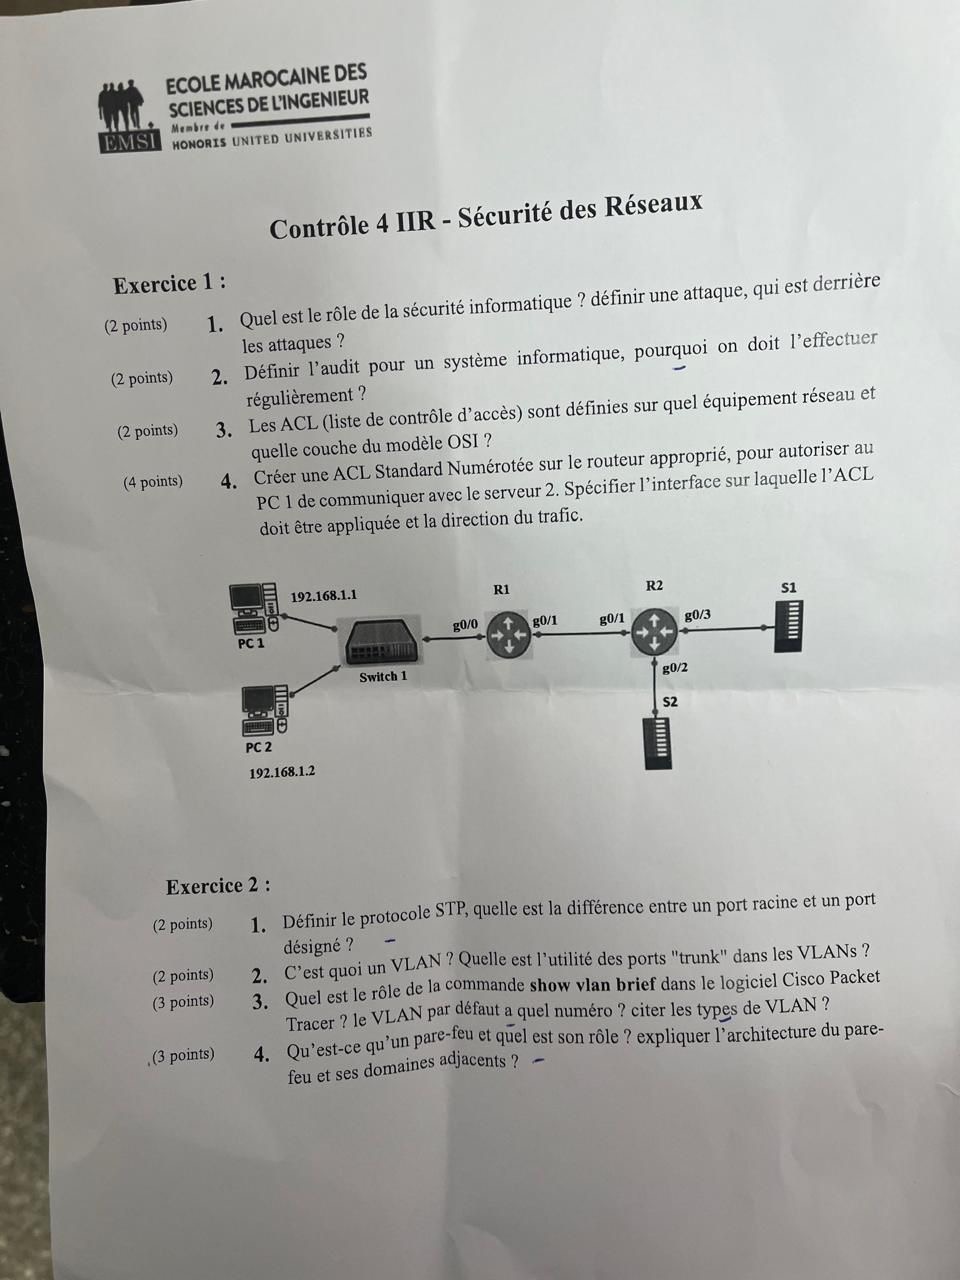 ECOLE MAROCAINE DES
SCIENCES DE L'INGENIEUR
Membre de
EMSI HONORIS UNITED UNIVERSITIES
Contrôle 4 IIR - Sécurité des Réseaux
Exercice 1 :
(2 points) 1. Quel est le rôle de la sécurité informatique ? définir une attaque, qui est derrière
les attaques ?
(2 points) 2. Définir l'audit pour un système informatique, pourquoi on doit l'effectuer
régulièrement ?
(2 points) 3. Les ACL (liste de contrôle d'accès) sont définies sur quel équipement réseau et
quelle couche du modèle OSI ?
(4 points) 4. Créer une ACL Standard Numérotée sur le routeur approprié, pour autoriser au
PC 1 de communiquer avec le serveur 2. Spécifier l'interface sur laquelle l'ACL
doit être appliquée et la direction du trafic.
192.168.1.1 R1 R2 S1
g0/0 g0/1 g0/1 g0/3
PC 1
Switch 1 g0/2
S2
PC 2
192.168.1.2
Exercice 2 :
(2 points) 1. Définir le protocole STP, quelle est la différence entre un port racine et un port
désigné ?
(2 points) 2. C'est quoi un VLAN ? Quelle est l'utilité des ports "trunk" dans les VLANs ?
(3 points) 3. Quel est le rôle de la commande show vlan brief dans le logiciel Cisco Packet
Tracer ? le VLAN par défaut a quel numéro ? citer les types de VLAN ?
(3 points) 4. Qu'est-ce qu'un pare-feu et quel est son rôle ? expliquer l'architecture du pare-
feu et ses domaines adjacents ?